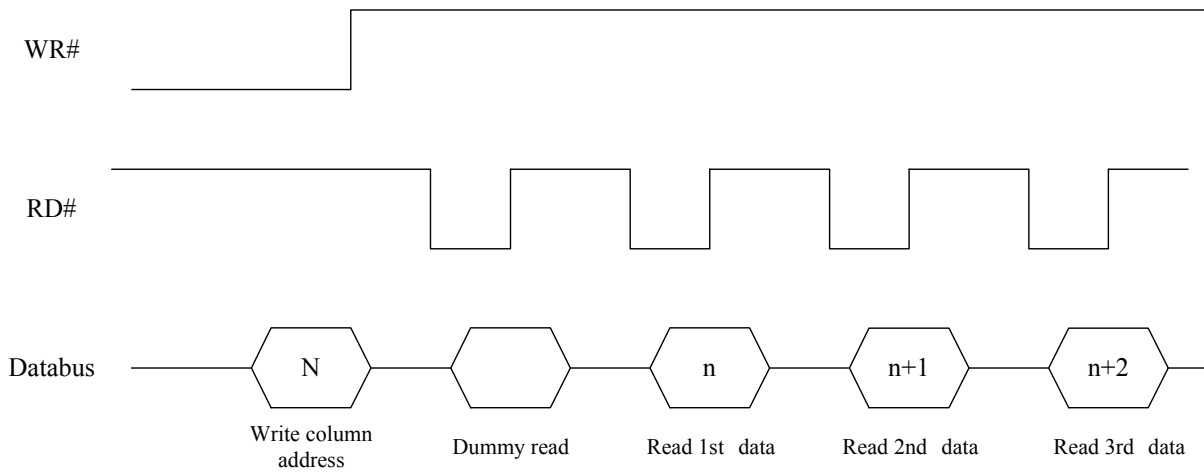 WR#
RD#
Databus
N
n
n+1
n+2
Write column
address
Dummy read
Read 1st data
Read 2nd data
Read 3rd data